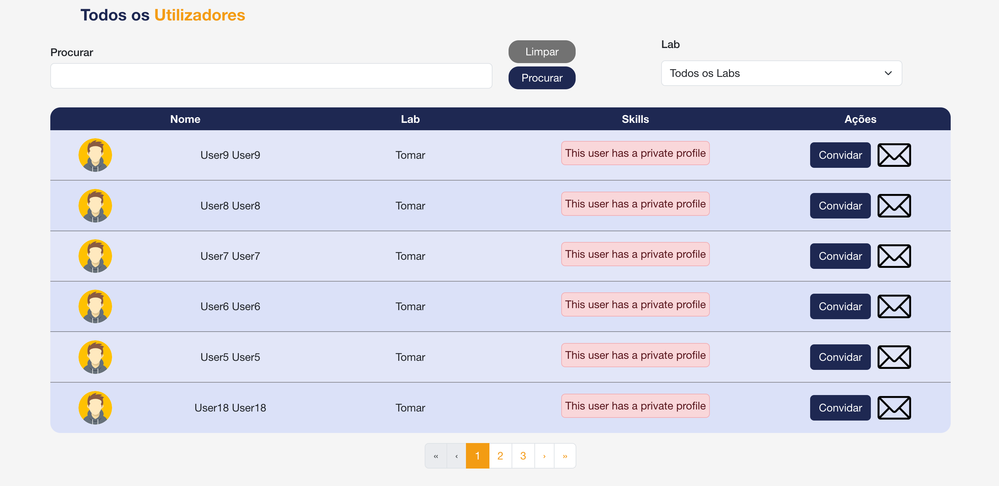 Todos os Utilizadores
Procurar
Limpar
Procurar
Lab
Todos os Labs
Nome Lab Skills Ações
User9 User9 Tomar This user has a private profile Convidar
User8 User8 Tomar This user has a private profile Convidar
User7 User7 Tomar This user has a private profile Convidar
User6 User6 Tomar This user has a private profile Convidar
User5 User5 Tomar This user has a private profile Convidar
User18 User18 Tomar This user has a private profile Convidar
« ‹ 1 2 3 › »